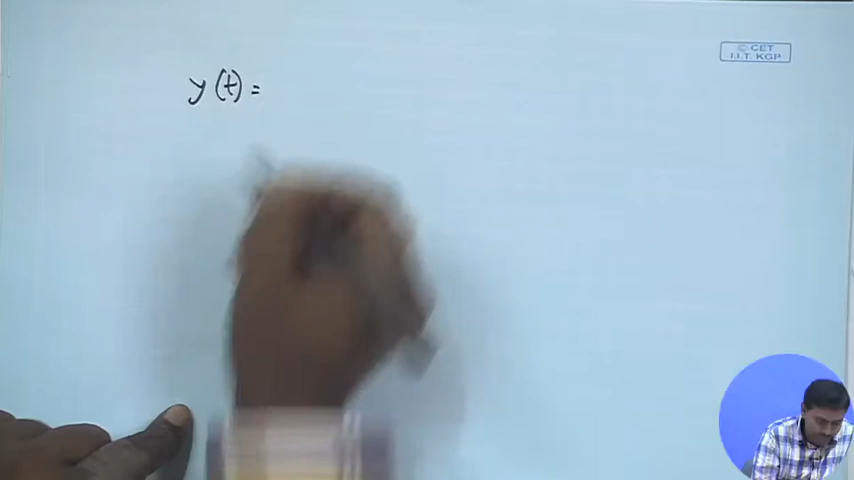 © CET
I.I.T. KGP
y (t) =